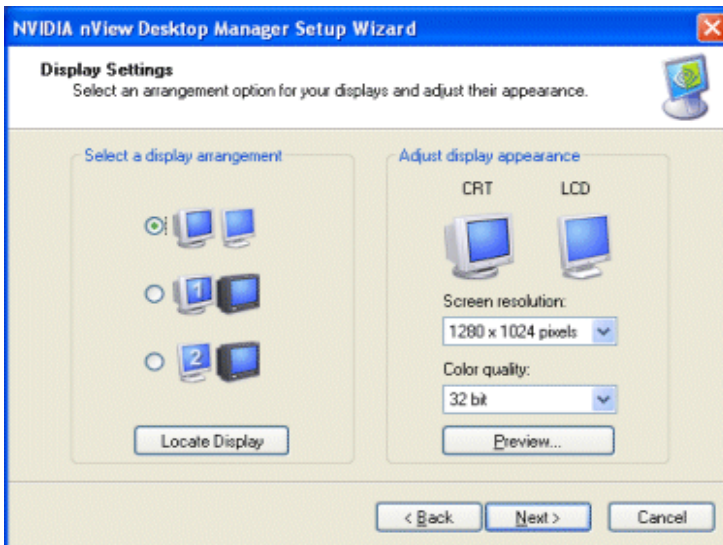 NVIDIA nView Desktop Manager Setup Wizard
Display Settings
Select an arrangement option for your displays and adjust their appearance.
Select a display arrangement
1
2
Locate Display
Adjust display appearance
CRT LCD
Screen resolution:
1280 x 1024 pixels
Color quality:
32 bit
Preview...
< Back Next > Cancel